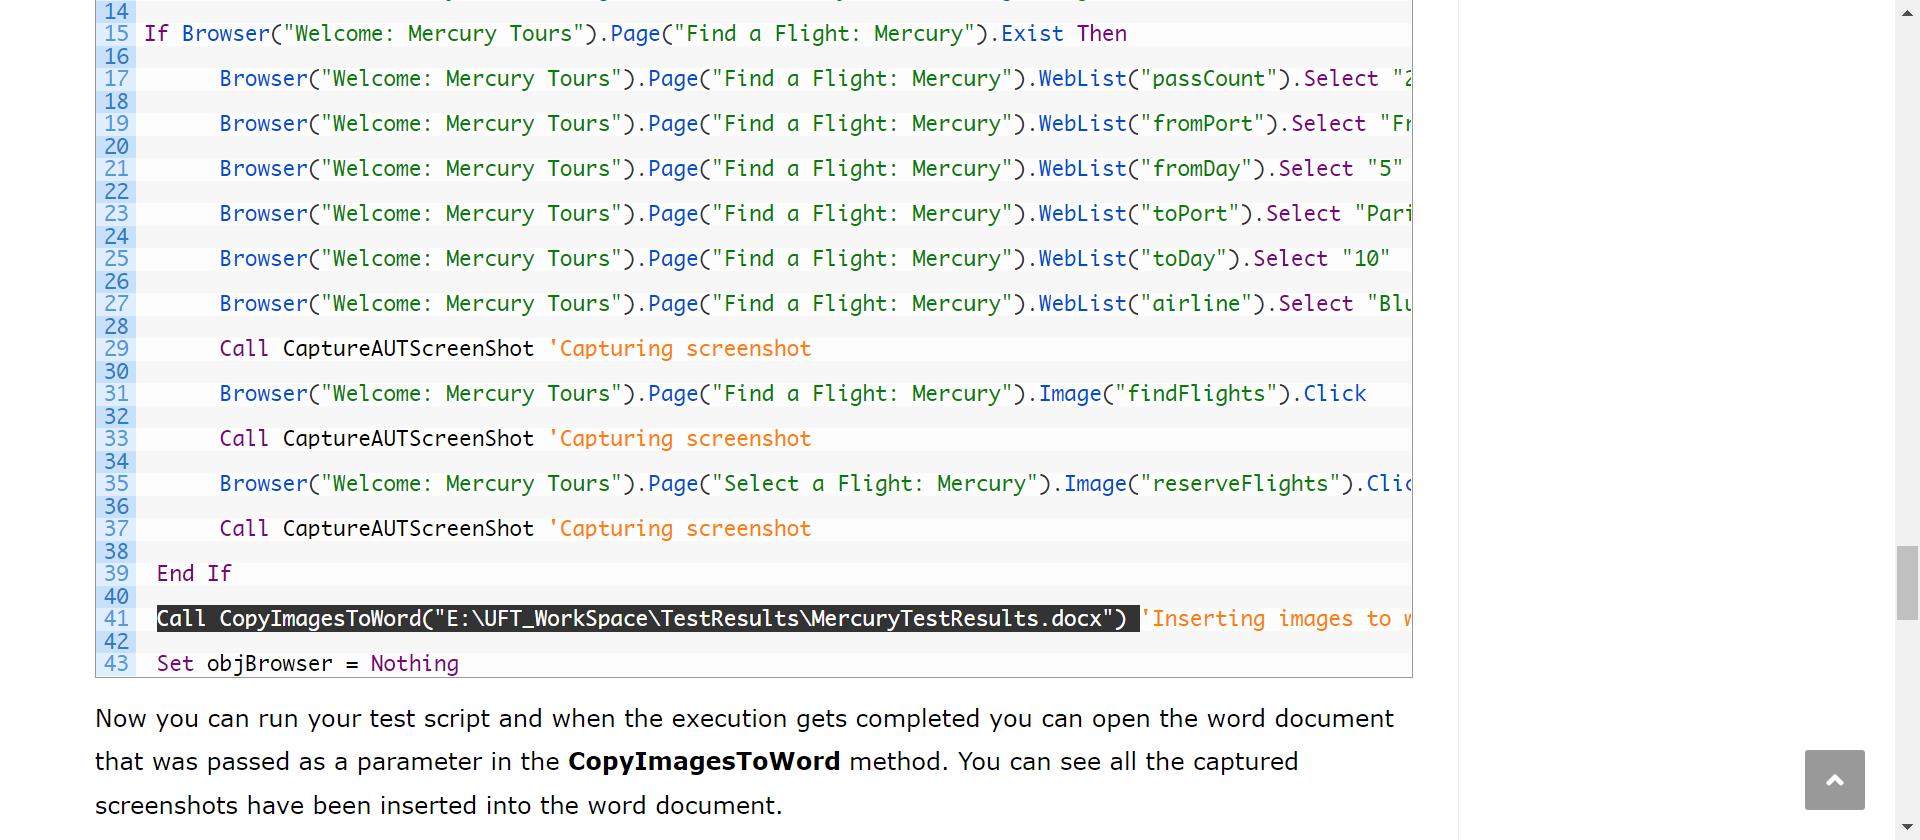 14
15 If Browser("Welcome: Mercury Tours").Page("Find a Flight: Mercury").Exist Then
16
17 Browser("Welcome: Mercury Tours").Page("Find a Flight: Mercury").WebList("passCount").Select "2
18
19 Browser("Welcome: Mercury Tours").Page("Find a Flight: Mercury").WebList("fromPort").Select "Fr
20
21 Browser("Welcome: Mercury Tours").Page("Find a Flight: Mercury").WebList("fromDay").Select "5"
22
23 Browser("Welcome: Mercury Tours").Page("Find a Flight: Mercury").WebList("toPort").Select "Pari
24
25 Browser("Welcome: Mercury Tours").Page("Find a Flight: Mercury").WebList("toDay").Select "10"
26
27 Browser("Welcome: Mercury Tours").Page("Find a Flight: Mercury").WebList("airline").Select "Blu
28
29 Call CaptureAUTScreenShot 'Capturing screenshot
30
31 Browser("Welcome: Mercury Tours").Page("Find a Flight: Mercury").Image("findFlights").Click
32
33 Call CaptureAUTScreenShot 'Capturing screenshot
34
35 Browser("Welcome: Mercury Tours").Page("Select a Flight: Mercury").Image("reserveFlights").Clic
36
37 Call CaptureAUTScreenShot 'Capturing screenshot
38
39 End If
40
41 Call CopyImagesToWord("E:\UFT_WorkSpace\TestResults\MercuryTestResults.docx") 'Inserting images to w
42
43 Set objBrowser = Nothing
Now you can run your test script and when the execution gets completed you can open the word document
that was passed as a parameter in the CopyImagesToWord method. You can see all the captured
screenshots have been inserted into the word document.